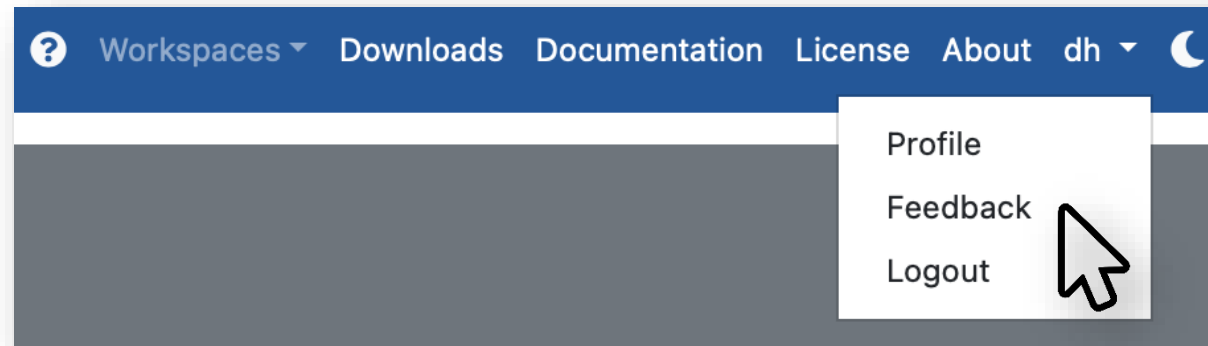 ? Workspaces Downloads Documentation License About dh
Profile
Feedback
Logout